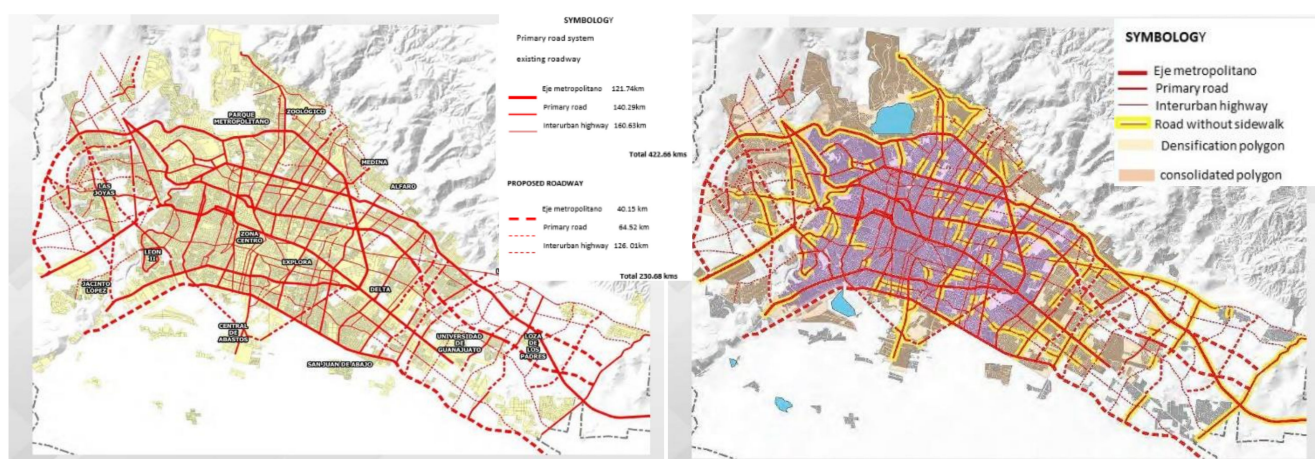 SYMBOLOGY
Primary road system
existing roadway
Eje metropolitano 121.74km
Primary road 140.29km
interurban highway 160.63km
Total 422.66 kms
PROPOSED ROADWAY
Eje metropolitano 40.15 km
Primary road 64.52 km
Interurban highway 126. 01km
Total 230.68 kms
PARQUE
METROPOLITANO
ZOOLÓGICO
MEDINA
ALFARO
LAS
JOYAS
ZONA
CENTRO
LEON
II
EXPLORA
JACINTO
LÓPEZ
DELTA
CENTRAL
DE
ABASTOS
UNIVERSIDAD
DE
GUANAJUATO
LOZA
DE
LOS
PADRES
SAN JUAN DE ABAJO
SYMBOLOGY
Eje metropolitano
Primary road
Interurban highway
Road without sidewalk
Densification polygon
consolidated polygon